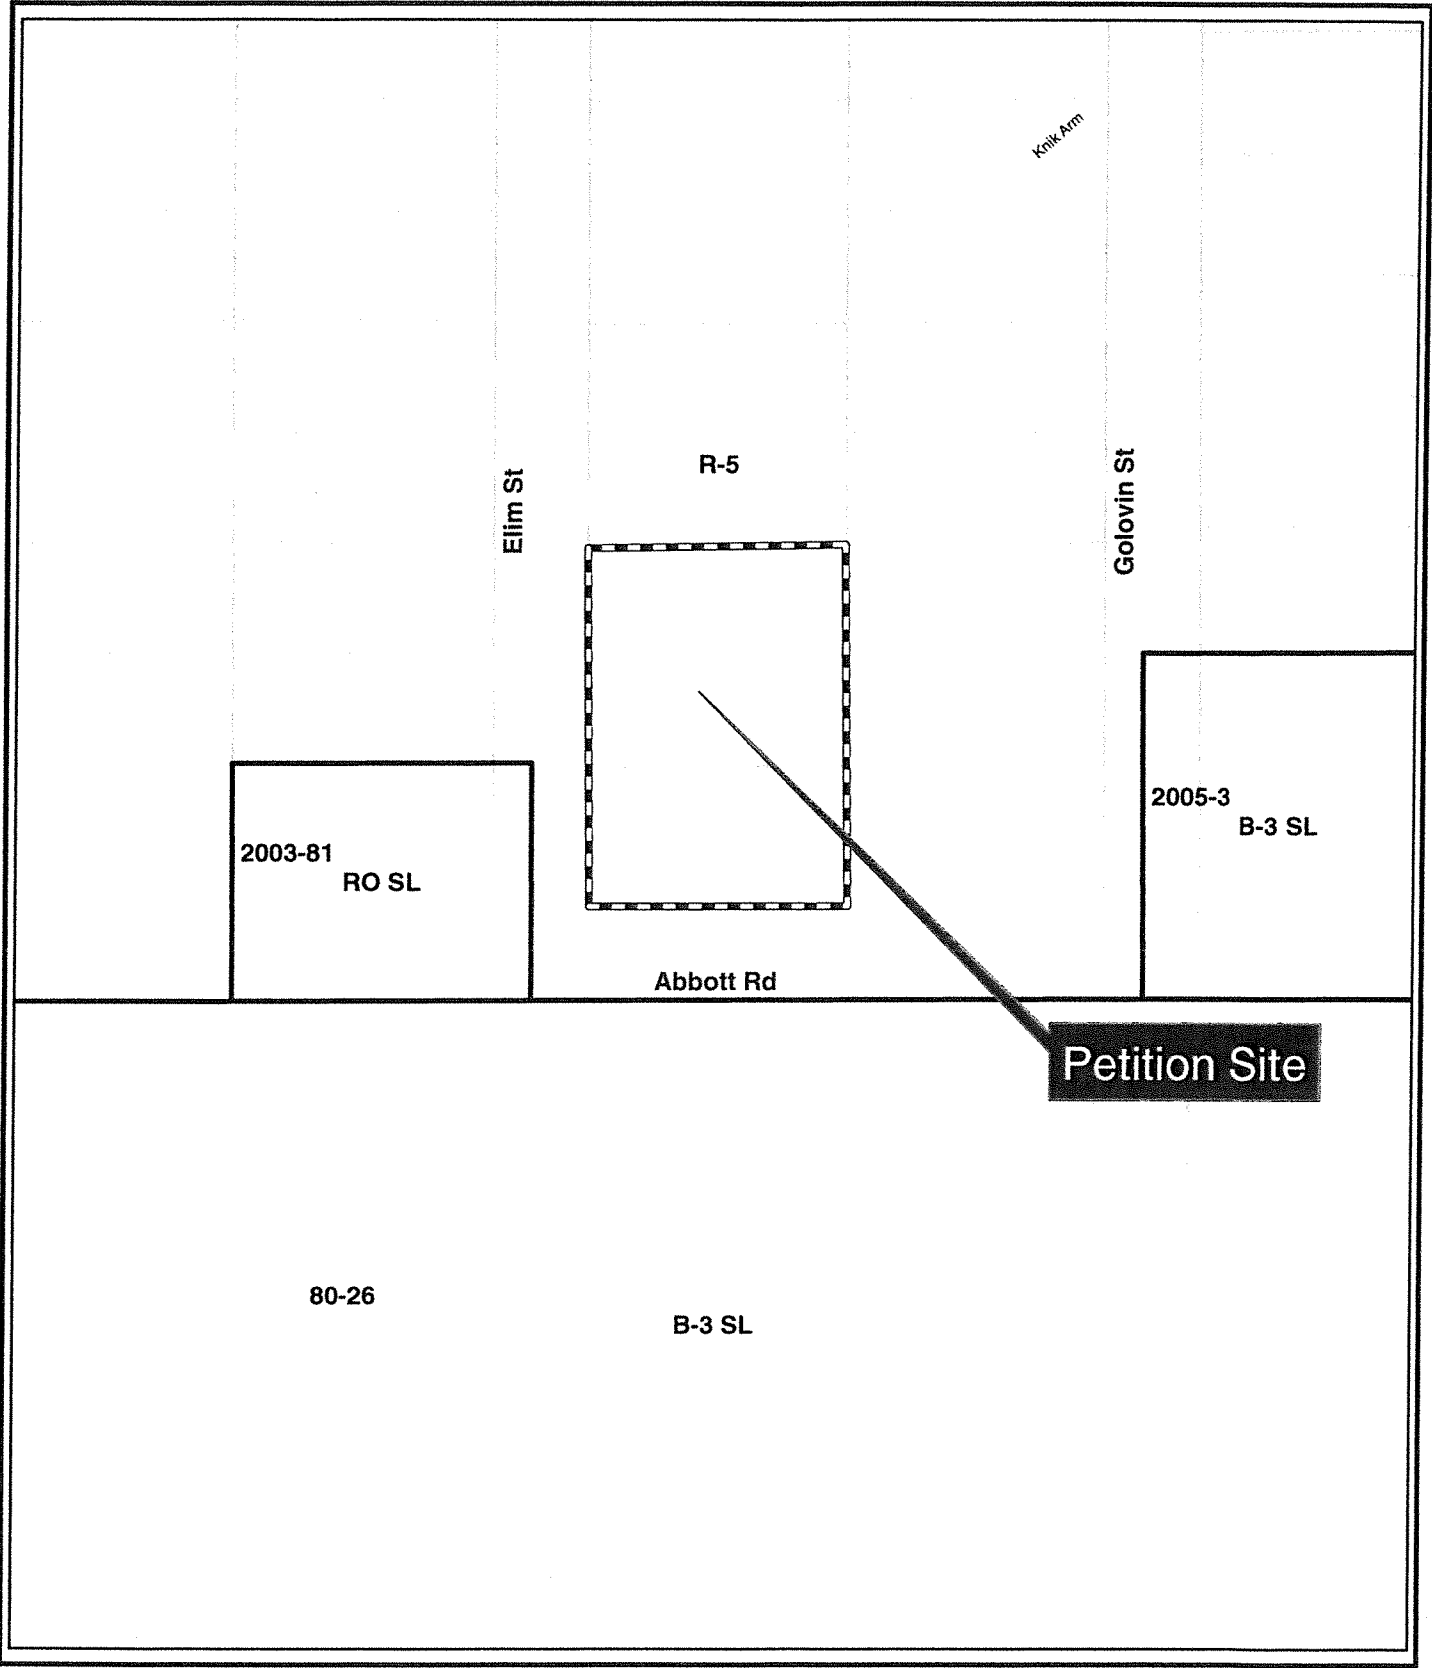 Knik Arm
R-5
Elim St
Golovin St
2005-3
B-3 SL
2003-81
RO SL
Abbott Rd
Petition Site
80-26
B-3 SL